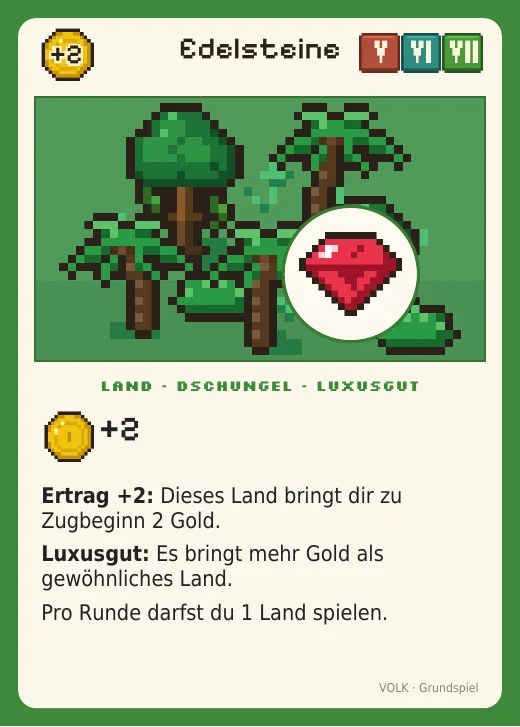 +2 Edelsteine V VI VII
LAND · DSCHUNGEL · LUXUSGUT
+2
Ertrag +2: Dieses Land bringt dir zu
Zugbeginn 2 Gold.
Luxusgut: Es bringt mehr Gold als
gewöhnliches Land.
Pro Runde darfst du 1 Land spielen.
VOLK · Grundspiel